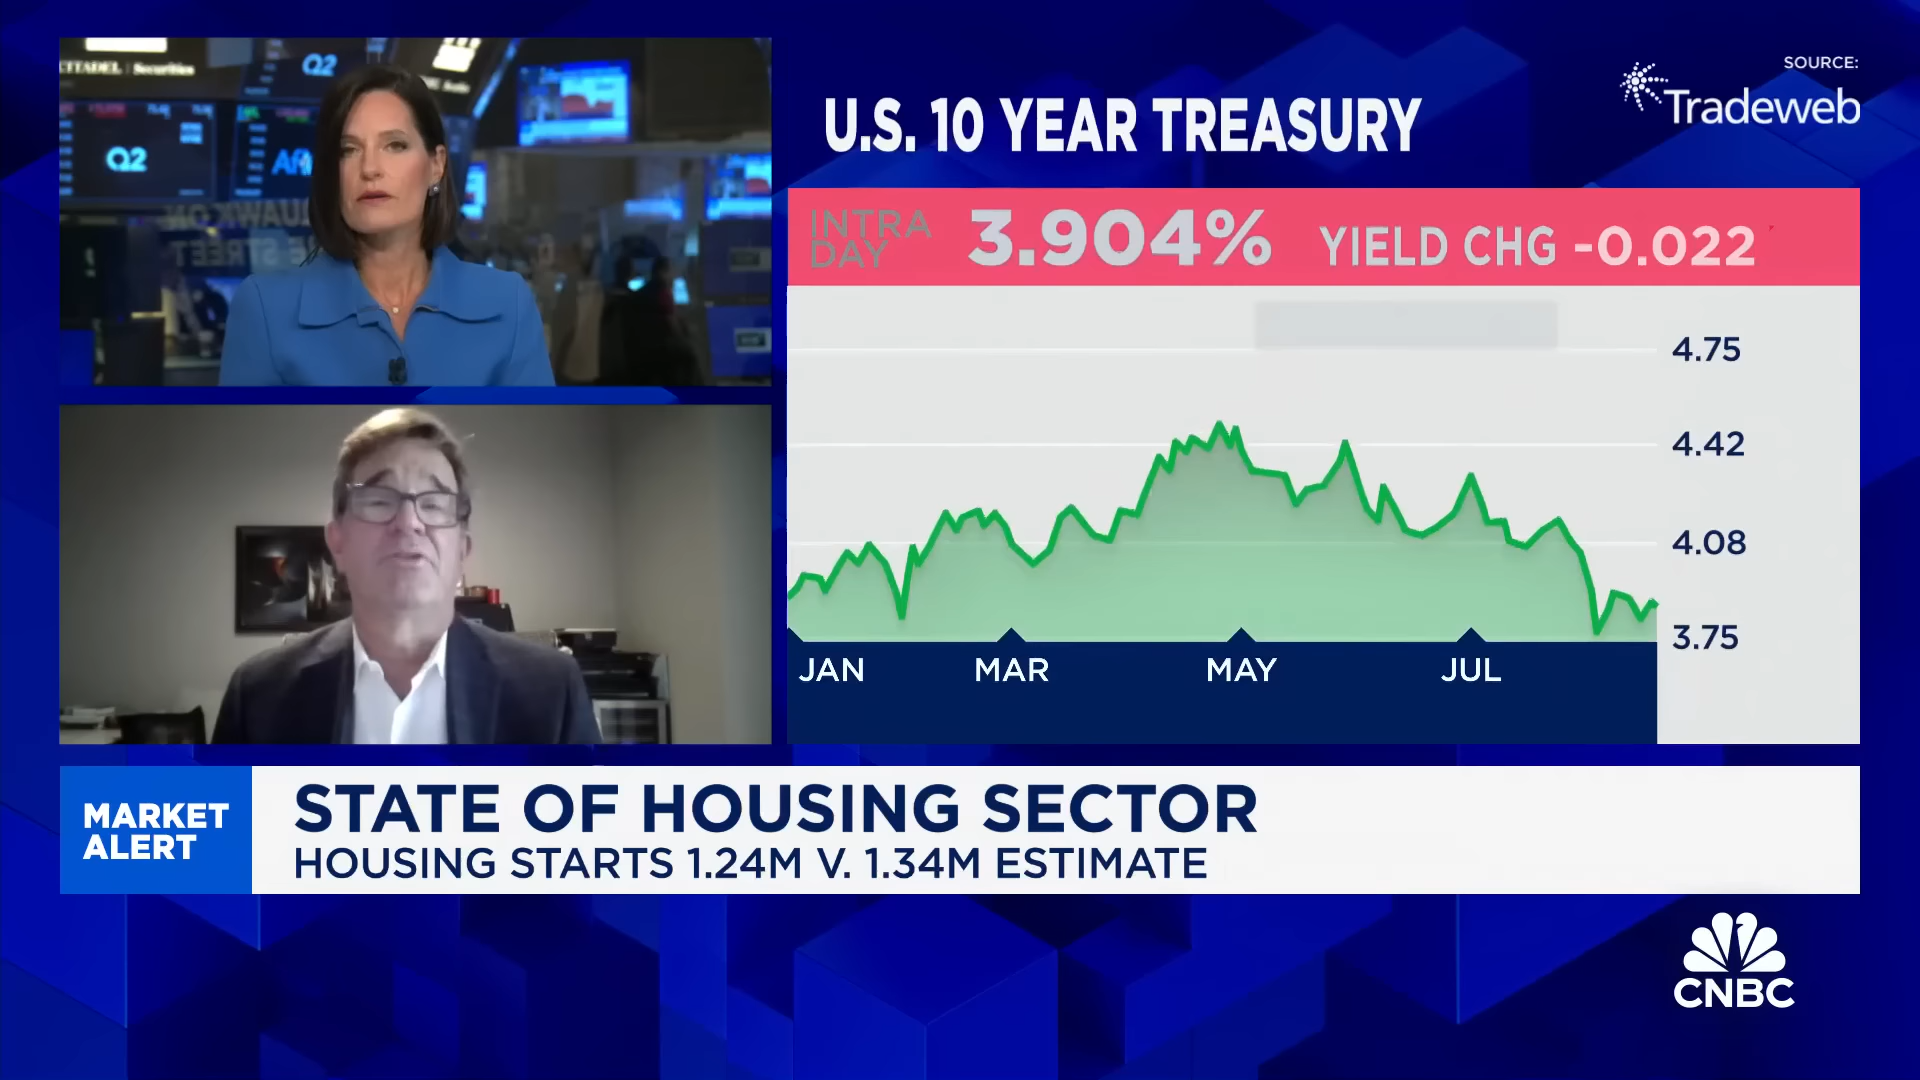 CITADEL | Securities
Q2
Q2
SOURCE:
Tradeweb
U.S. 10 YEAR TREASURY
INTRA
DAY
3.904% YIELD CHG -0.022
4.75
4.42
4.08
3.75
JAN MAR MAY JUL
MARKET
ALERT
STATE OF HOUSING SECTOR
HOUSING STARTS 1.24M V. 1.34M ESTIMATE
CNBC